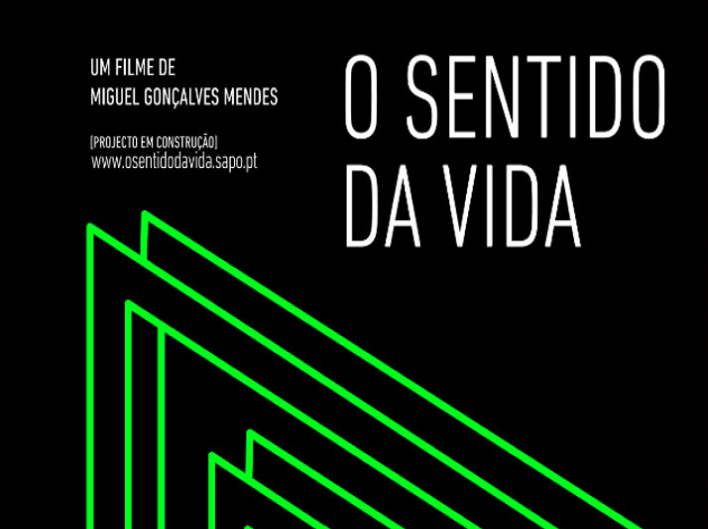 UM FILME DE
MIGUEL GONÇALVES MENDES
[PROJECTO EM CONSTRUÇÃO]
www.osentidodavida.sapo.pt
O SENTIDO
DA VIDA